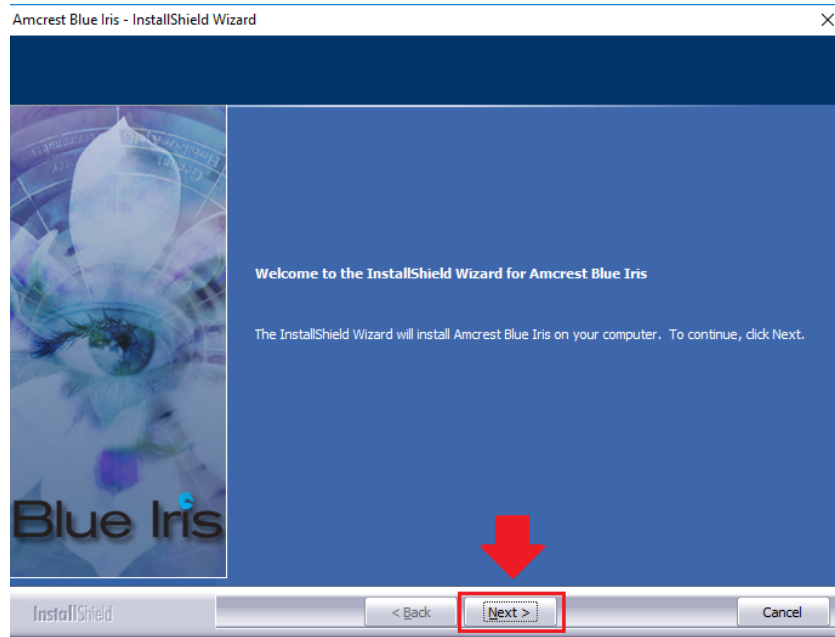 Amcrest Blue Iris - InstallShield Wizard
Welcome to the InstallShield Wizard for Amcrest Blue Iris
The InstallShield Wizard will install Amcrest Blue Iris on your computer. To continue, click Next.
Blue Iris
InstallShield
< Back
Next >
Cancel